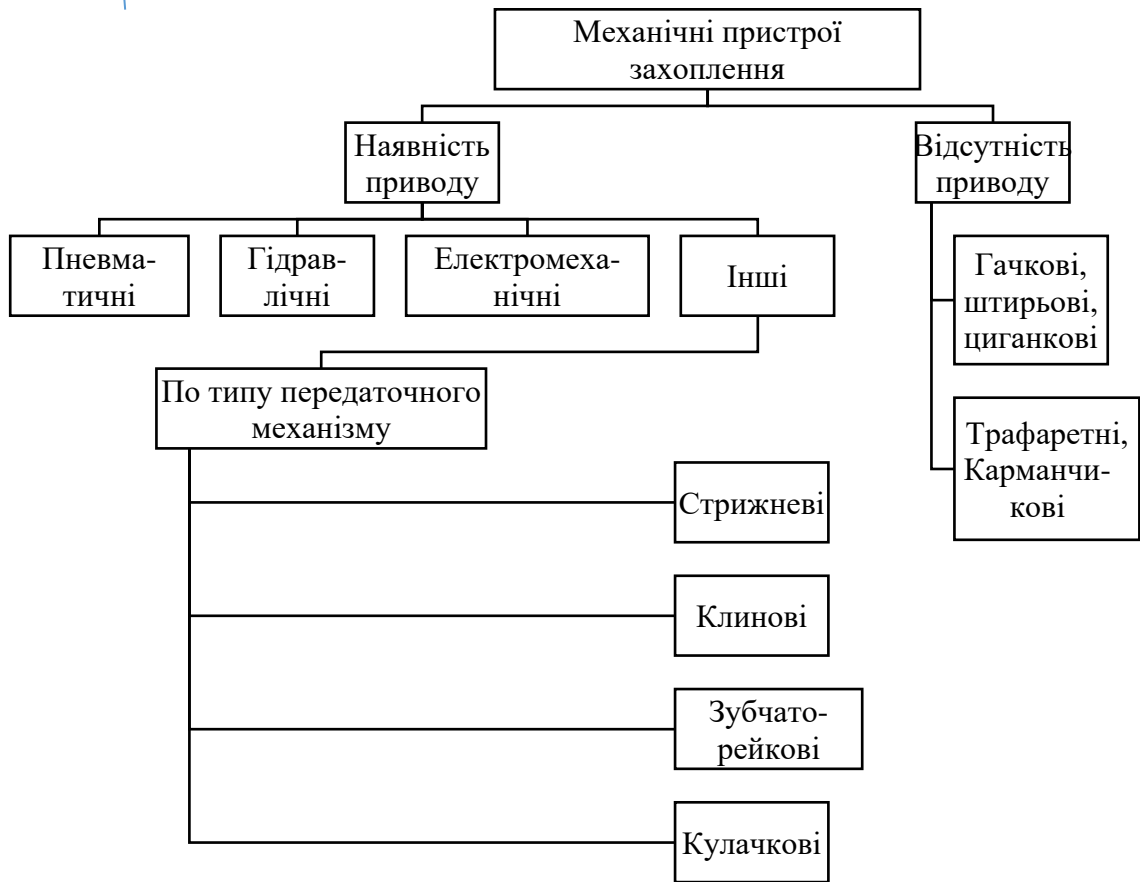 Механічні пристрої
захоплення
Наявність
приводу
Відсутність
приводу
Пневма-
тичні
Гідрав-
лічні
Електромеха-
нічні
Інші
Гачкові,
штирьові,
циганкові
По типу передаточного
механізму
Трафаретні,
Карманчи-
кові
Стрижневі
Клинові
Зубчато-
рейкові
Кулачкові